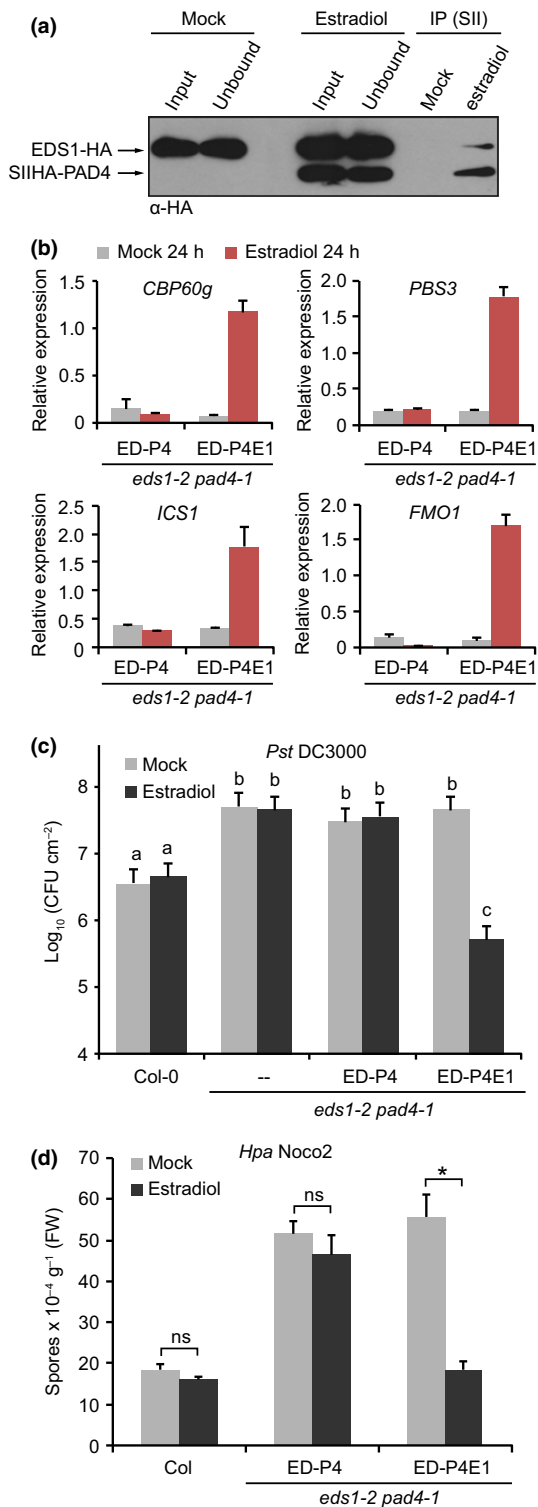 (a)
Mock Estradiol IP (SII)
Input Unbound Input Unbound Mock estradiol
EDS1-HA
SIIHA-PAD4
α-HA
(b)
Mock 24 h Estradiol 24 h
CBP60g
Relative expression
1.5
1.0
0.5
0
ED-P4 ED-P4E1
eds1-2 pad4-1
PBS3
Relative expression
2.0
1.5
1.0
0.5
0
ED-P4 ED-P4E1
eds1-2 pad4-1
ICS1
Relative expression
2.5
2.0
1.5
1.0
0.5
0
ED-P4 ED-P4E1
eds1-2 pad4-1
FMO1
Relative expression
2.0
1.5
1.0
0.5
0
ED-P4 ED-P4E1
eds1-2 pad4-1
(c)
Pst DC3000
Mock
Estradiol
Log10 (CFU cm−2)
8
7
6
5
4
a a b b b b b c
Col-0 -- ED-P4 ED-P4E1
eds1-2 pad4-1
(d)
Hpa Noco2
Mock
Estradiol
Spores x 10−4 g−1 (FW)
70
60
50
40
30
20
10
0
ns ns *
Col ED-P4 ED-P4E1
eds1-2 pad4-1